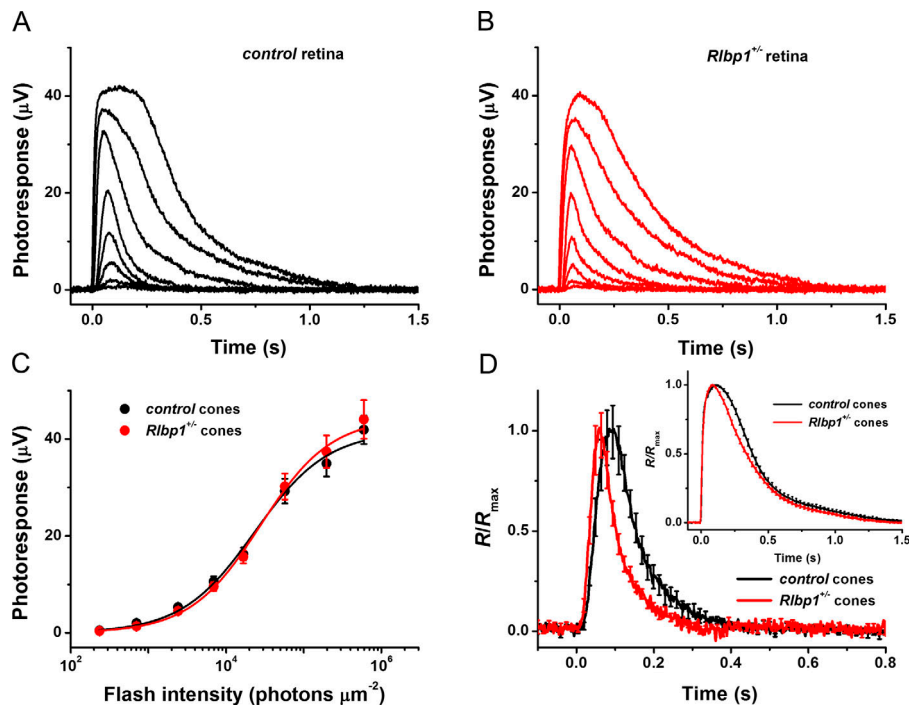 A
control retina
Photoresponse (µV)
40
20
0
0.0 0.5 1.0 1.5
Time (s)
B
Rlbp1+/- retina
Photoresponse (µV)
40
20
0
0.0 0.5 1.0 1.5
Time (s)
C
control cones
Rlbp1+/- cones
Photoresponse (µV)
40
20
0
10² 10⁴ 10⁶
Flash intensity (photons µm⁻²)
D
R/Rmax
1.0
0.5
0.0
0.0 0.2 0.4 0.6 0.8
Time (s)
control cones
Rlbp1+/- cones
R/Rmax
1.0
0.5
0.0
0.0 0.5 1.0 1.5
Time (s)
control cones
Rlbp1+/- cones